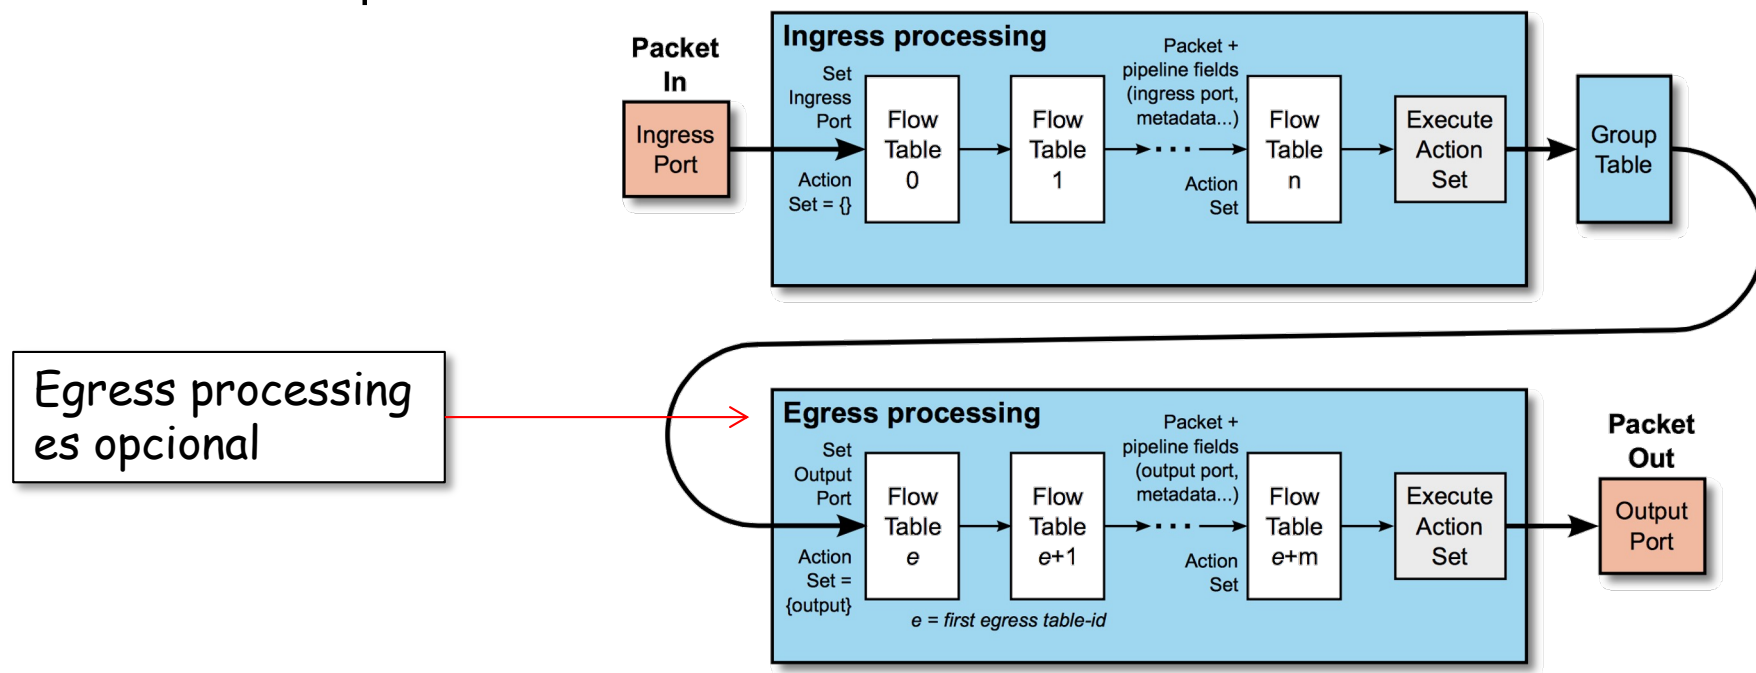 Packet
In
Ingress
Port
Ingress processing
Set
Ingress
Port
Action
Set = {}
Flow
Table
0
Flow
Table
1
Packet +
pipeline fields
(ingress port,
metadata...)
Action
Set
Flow
Table
n
Execute
Action
Set
Group
Table
Egress processing
es opcional
Egress processing
Set
Output
Port
Action
Set =
{output}
Flow
Table
e
Flow
Table
e+1
Packet +
pipeline fields
(output port,
metadata...)
Action
Set
Flow
Table
e+m
Execute
Action
Set
e = first egress table-id
Packet
Out
Output
Port